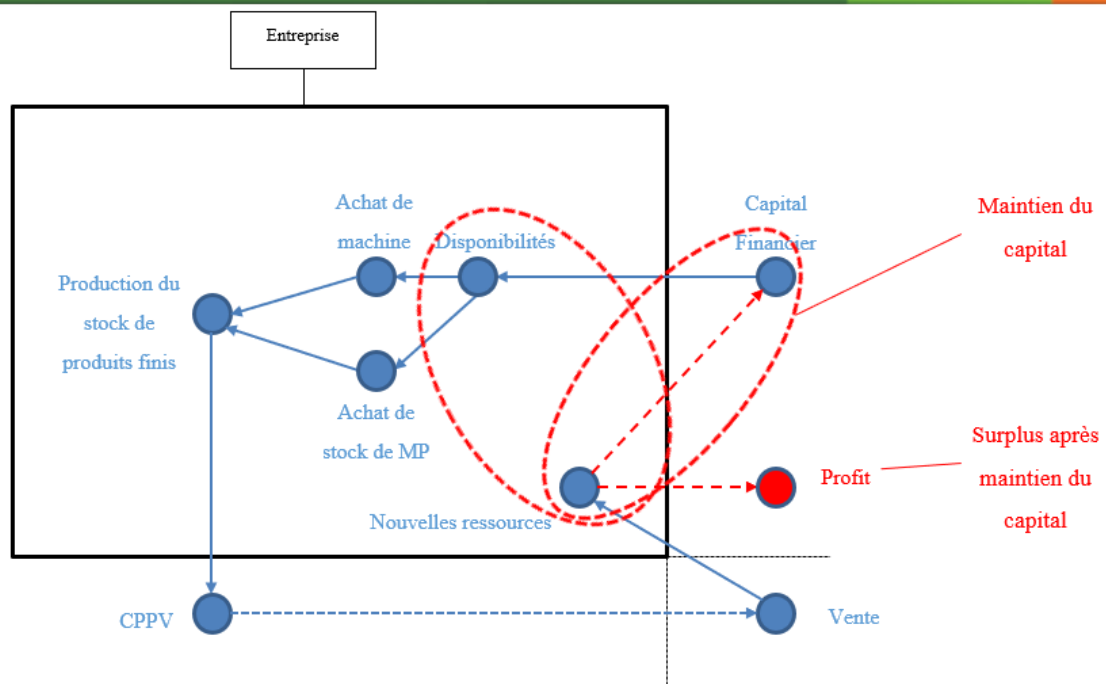 Entreprise
Achat de
machine
Disponibilités
Capital
Financier
Maintien du
capital
Production du
stock de
produits finis
Achat de
stock de MP
Nouvelles ressources
Profit
Surplus après
maintien du
capital
CPPV
Vente